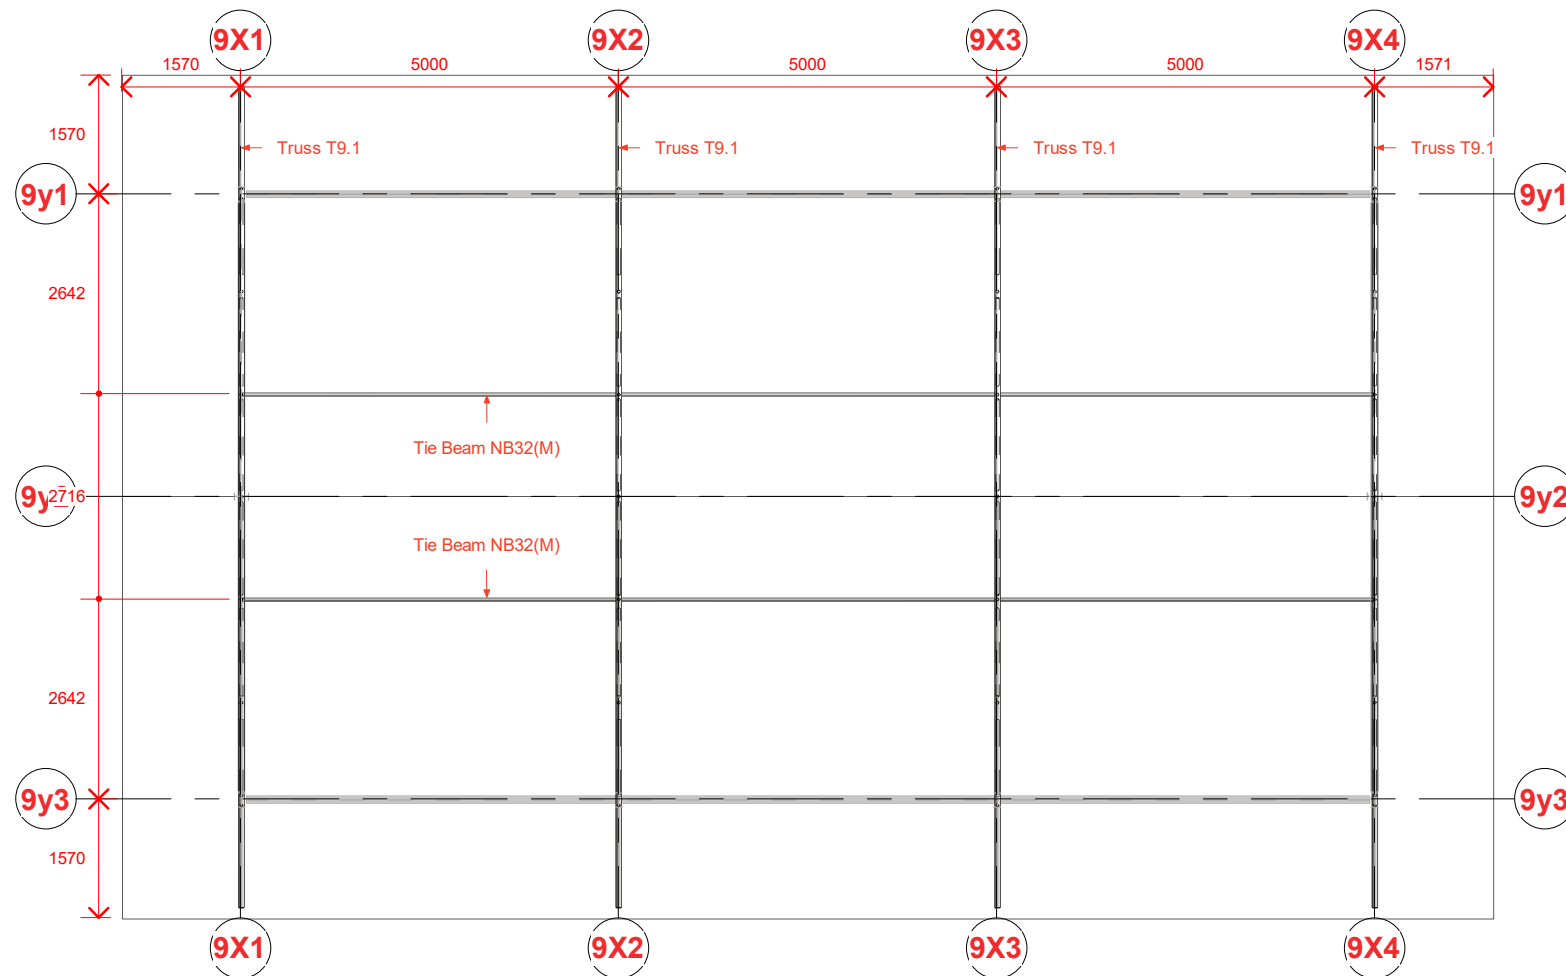 9X1 9X2 9X3 9X4
1570 5000 5000 5000 1571
1570
Truss T9.1 Truss T9.1 Truss T9.1 Truss T9.1
9y1 9y1
2642
Tie Beam NB32(M)
2716 9y2
Tie Beam NB32(M)
2642
9y3 9y3
1570
9X1 9X2 9X3 9X4